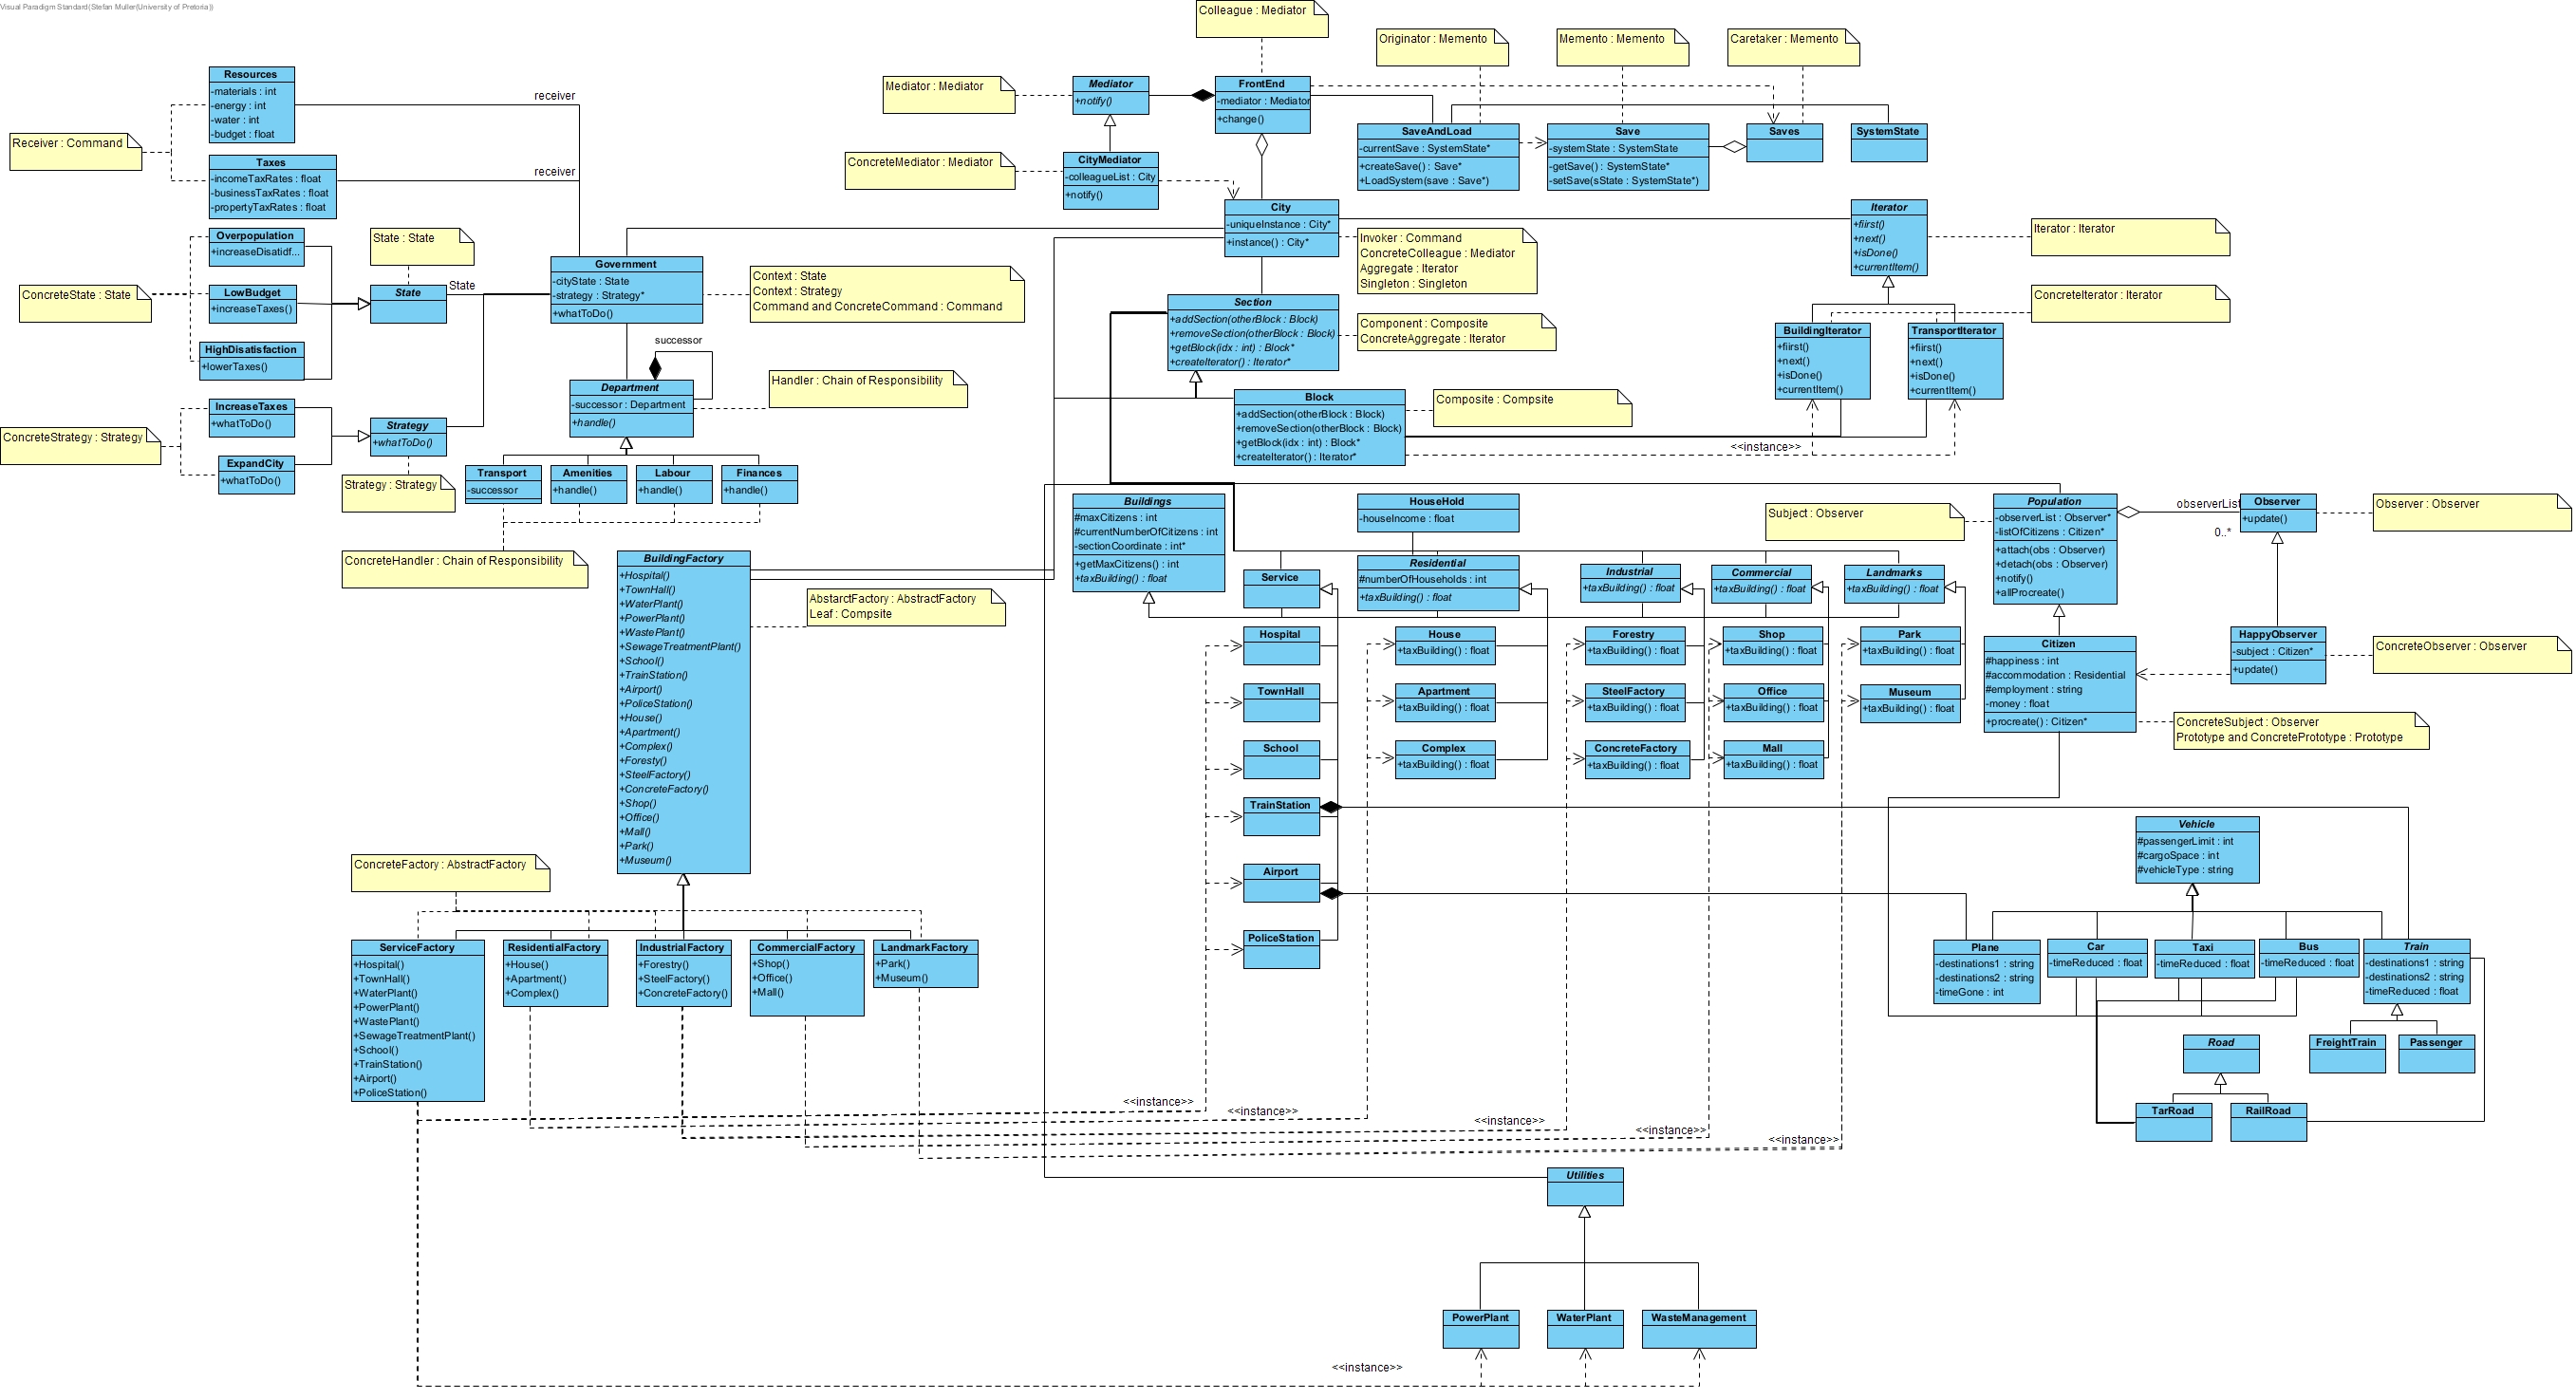 Visual Paradigm Standard(Stefan Muller(University of Pretoria))
Colleague : Mediator
Originator : Memento
Memento : Memento
Caretaker : Memento
Mediator : Mediator
Mediator
+notify()
FrontEnd
-mediator : Mediator
+change()
Resources
-materials : int
-energy : int
-water : int
-budget : float
receiver
Receiver : Command
Taxes
-incomeTaxRates : float
-businessTaxRates : float
-propertyTaxRates : float
receiver
ConcreteMediator : Mediator
CityMediator
-colleagueList : City
+notify()
SaveAndLoad
-currentSave : SystemState*
+createSave() : Save*
+LoadSystem(save : Save*)
Save
-systemState : SystemState
-getSave() : SystemState*
-setSave(sState : SystemState*)
Saves
SystemState
City
-uniqueInstance : City*
+instance() : City*
Invoker : Command
ConcreteColleague : Mediator
Aggregate : Iterator
Singleton : Singleton
Iterator
+fiirst()
+next()
+isDone()
+currentItem()
Iterator : Iterator
Overpopulation
+increaseDisatidf...
State : State
ConcreteState : State
LowBudget
+increaseTaxes()
State
State
HighDisatisfaction
+lowerTaxes()
Government
-cityState : State
-strategy : Strategy*
+whatToDo()
Context : State
Context : Strategy
Command and ConcreteCommand : Command
Section
+addSection(otherBlock : Block)
+removeSection(otherBlock : Block)
+getBlock(idx : int) : Block*
+createIterator() : Iterator*
Component : Composite
ConcreteAggregate : Iterator
ConcreteIterator : Iterator
BuildingIterator
+fiirst()
+next()
+isDone()
+currentItem()
TransportIterator
+fiirst()
+next()
+isDone()
+currentItem()
successor
Department
-successor : Department
+handle()
Handler : Chain of Responsibility
Block
+addSection(otherBlock : Block)
+removeSection(otherBlock : Block)
+getBlock(idx : int) : Block*
+createIterator() : Iterator*
Composite : Compsite
<<instance>>
IncreaseTaxes
+whatToDo()
ConcreteStrategy : Strategy
Strategy
+whatToDo()
ExpandCity
+whatToDo()
Strategy : Strategy
Transport
-successor
Amenities
+handle()
Labour
+handle()
Finances
+handle()
ConcreteHandler : Chain of Responsibility
Buildings
#maxCitizens : int
#currentNumberOfCitizens : int
-sectionCoordinate : int*
+getMaxCitizens() : int
+taxBuilding() : float
HouseHold
-houseIncome : float
Subject : Observer
Population
-observerList : Observer*
-listOfCitizens : Citizen*
+attach(obs : Observer)
+detach(obs : Observer)
+notify()
+allProcreate()
observerList
0..*
Observer
+update()
Observer : Observer
BuildingFactory
+Hospital()
+TownHall()
+WaterPlant()
+PowerPlant()
+WastePlant()
+SewageTreatmentPlant()
+School()
+TrainStation()
+Airport()
+PoliceStation()
+House()
+Apartment()
+Complex()
+Foresty()
+SteelFactory()
+ConcreteFactory()
+Shop()
+Office()
+Mall()
+Park()
+Museum()
AbstarctFactory : AbstractFactory
Leaf : Compsite
Service
Residential
#numberOfHouseholds : int
+taxBuilding() : float
Industrial
+taxBuilding() : float
Commercial
+taxBuilding() : float
Landmarks
+taxBuilding() : float
Hospital
House
+taxBuilding() : float
Forestry
+taxBuilding() : float
Shop
+taxBuilding() : float
Park
+taxBuilding() : float
Citizen
#happiness : int
#accommodation : Residential
#employment : string
-money : float
+procreate() : Citizen*
HappyObserver
-subject : Citizen*
+update()
ConcreteObserver : Observer
TownHall
Apartment
+taxBuilding() : float
SteelFactory
+taxBuilding() : float
Office
+taxBuilding() : float
Museum
+taxBuilding() : float
ConcreteSubject : Observer
Prototype and ConcretePrototype : Prototype
School
Complex
+taxBuilding() : float
ConcreteFactory
+taxBuilding() : float
Mall
+taxBuilding() : float
TrainStation
Airport
PoliceStation
Vehicle
#passengerLimit : int
#cargoSpace : int
#vehicleType : string
ConcreteFactory : AbstractFactory
ServiceFactory
+Hospital()
+TownHall()
+WaterPlant()
+PowerPlant()
+WastePlant()
+SewageTreatmentPlant()
+School()
+TrainStation()
+Airport()
+PoliceStation()
ResidentialFactory
+House()
+Apartment()
+Complex()
IndustrialFactory
+Forestry()
+SteelFactory()
+ConcreteFactory()
CommercialFactory
+Shop()
+Office()
+Mall()
LandmarkFactory
+Park()
+Museum()
Plane
-destinations1 : string
-destinations2 : string
-timeGone : int
Car
-timeReduced : float
Taxi
-timeReduced : float
Bus
-timeReduced : float
Train
-destinations1 : string
-destinations2 : string
-timeReduced : float
Road
FreightTrain
Passenger
TarRoad
RailRoad
<<instance>>
<<instance>>
<<instance>>
<<instance>>
<<instance>>
Utilities
PowerPlant
WaterPlant
WasteManagement
<<instance>>